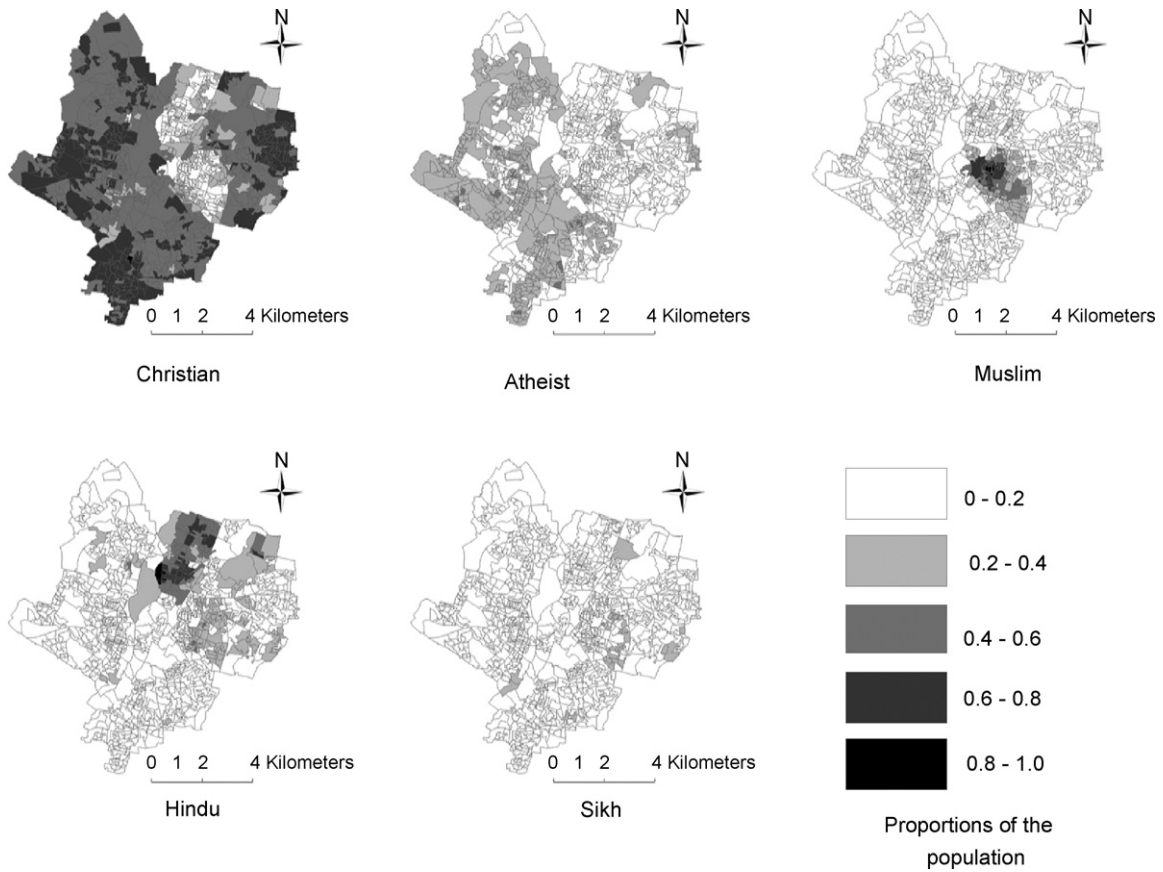 N
0 1 2 4 Kilometers
Christian
N
0 1 2 4 Kilometers
Atheist
N
0 1 2 4 Kilometers
Muslim
N
0 1 2 4 Kilometers
Hindu
N
0 1 2 4 Kilometers
Sikh
0 - 0.2
0.2 - 0.4
0.4 - 0.6
0.6 - 0.8
0.8 - 1.0
Proportions of the
population